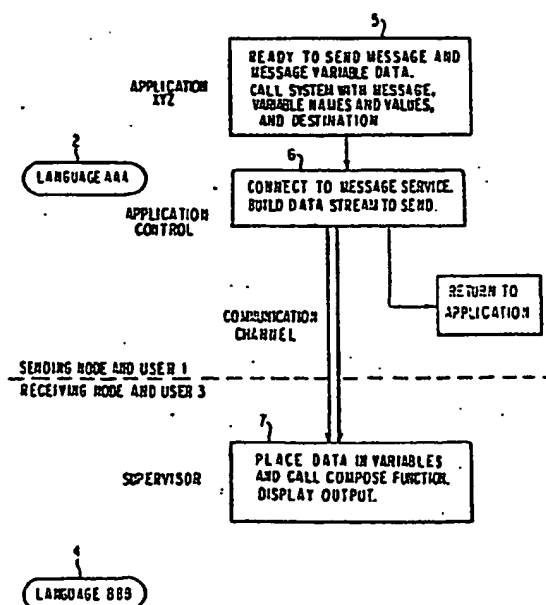 5
READY TO SEND MESSAGE AND
MESSAGE VARIABLE DATA.
CALL SYSTEM WITH MESSAGE,
VARIABLE NAMES AND VALUES,
AND DESTINATION
APPLICATION
XYZ
2
LANGUAGE AAA
6
CONNECT TO MESSAGE SERVICE.
BUILD DATA STREAM TO SEND.
APPLICATION
CONTROL
RETURN TO
APPLICATION
COMMUNICATION
CHANNEL
SENDING NODE AND USER 1
RECEIVING NODE AND USER 3
7
PLACE DATA IN VARIABLES
AND CALL COMPOSE FUNCTION.
DISPLAY OUTPUT.
SUPERVISOR
4
LANGUAGE BBB